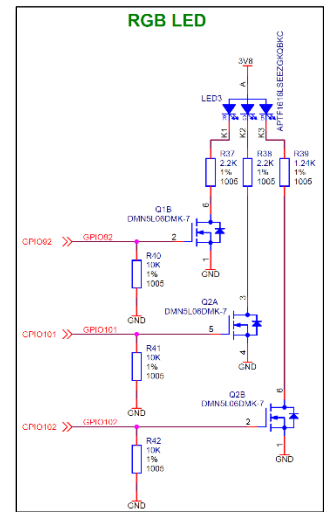 RGB LED
3V8
LED3
A
APTF1616LSEEZGKQBKC
K1
K2
K3
R37
2.2K
1%
1005
R38
2.2K
1%
1005
R39
1.24K
1%
1005
Q1B
DMN5L06DMK-7
6
GPIO92
GPIO92
2
1
R40
10K
1%
1005
GND
GND
Q2A
DMN5L06DMK-7
3
GPIO101
GPIO101
5
4
R41
10K
1%
1005
GND
GND
Q2B
DMN5L06DMK-7
6
GPIO102
GPIO102
2
1
R42
10K
1%
1005
GND
GND